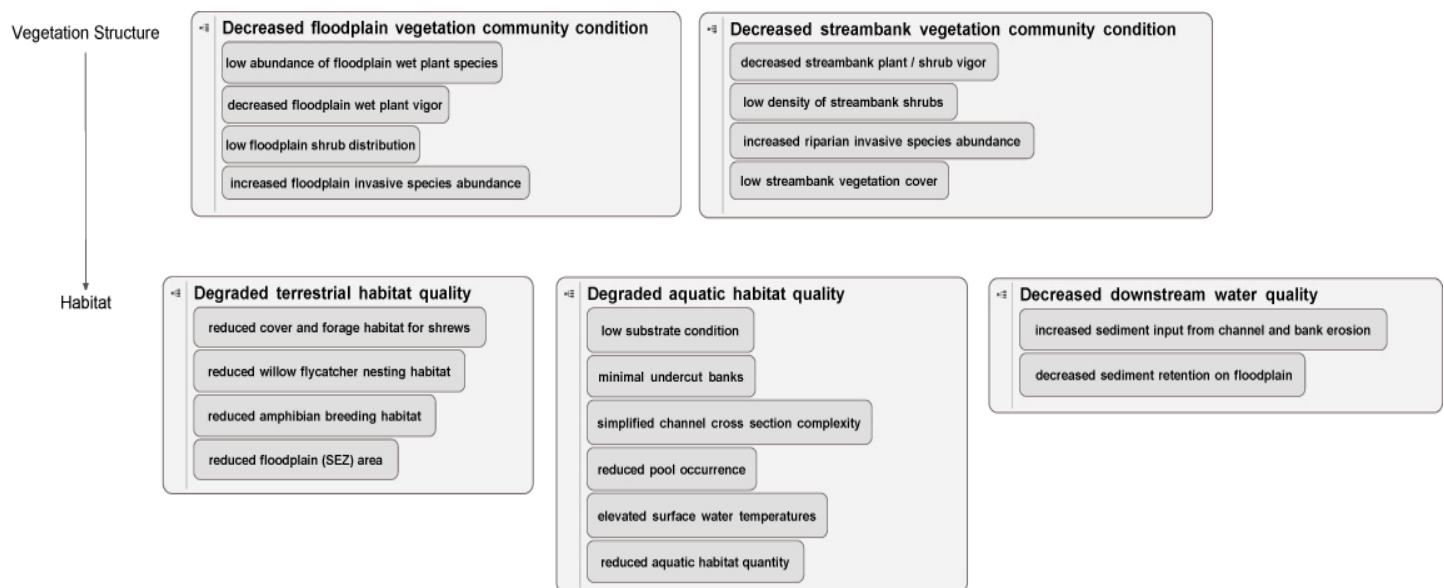 Vegetation Structure
Decreased floodplain vegetation community condition
low abundance of floodplain wet plant species
decreased floodplain wet plant vigor
low floodplain shrub distribution
increased floodplain invasive species abundance
Decreased streambank vegetation community condition
decreased streambank plant / shrub vigor
low density of streambank shrubs
increased riparian invasive species abundance
low streambank vegetation cover
Habitat
Degraded terrestrial habitat quality
reduced cover and forage habitat for shrews
reduced willow flycatcher nesting habitat
reduced amphibian breeding habitat
reduced floodplain (SEZ) area
Degraded aquatic habitat quality
low substrate condition
minimal undercut banks
simplified channel cross section complexity
reduced pool occurrence
elevated surface water temperatures
reduced aquatic habitat quantity
Decreased downstream water quality
increased sediment input from channel and bank erosion
decreased sediment retention on floodplain